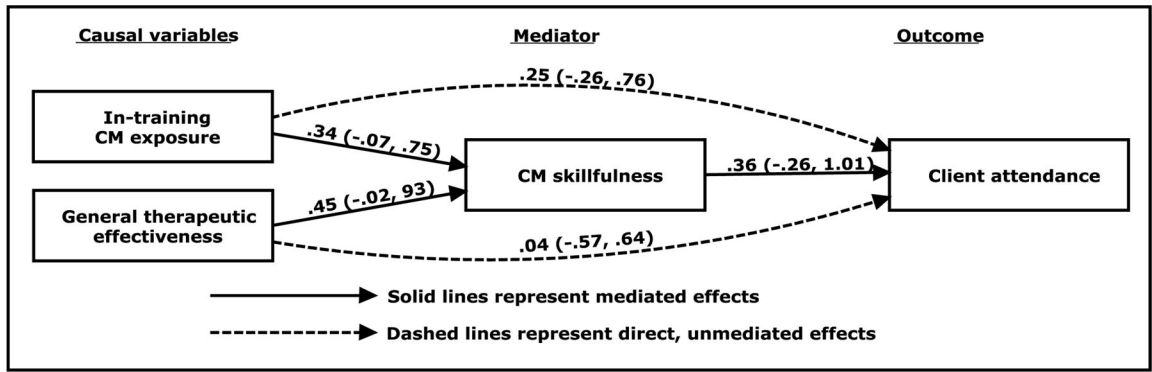 Causal variables
Mediator
Outcome
.25 (-.26, .76)
In-training
CM exposure
.34 (-.07, .75)
CM skillfulness
.36 (-.26, 1.01)
Client attendance
General therapeutic
effectiveness
.45 (-.02, 93)
.04 (-.57, .64)
Solid lines represent mediated effects
Dashed lines represent direct, unmediated effects